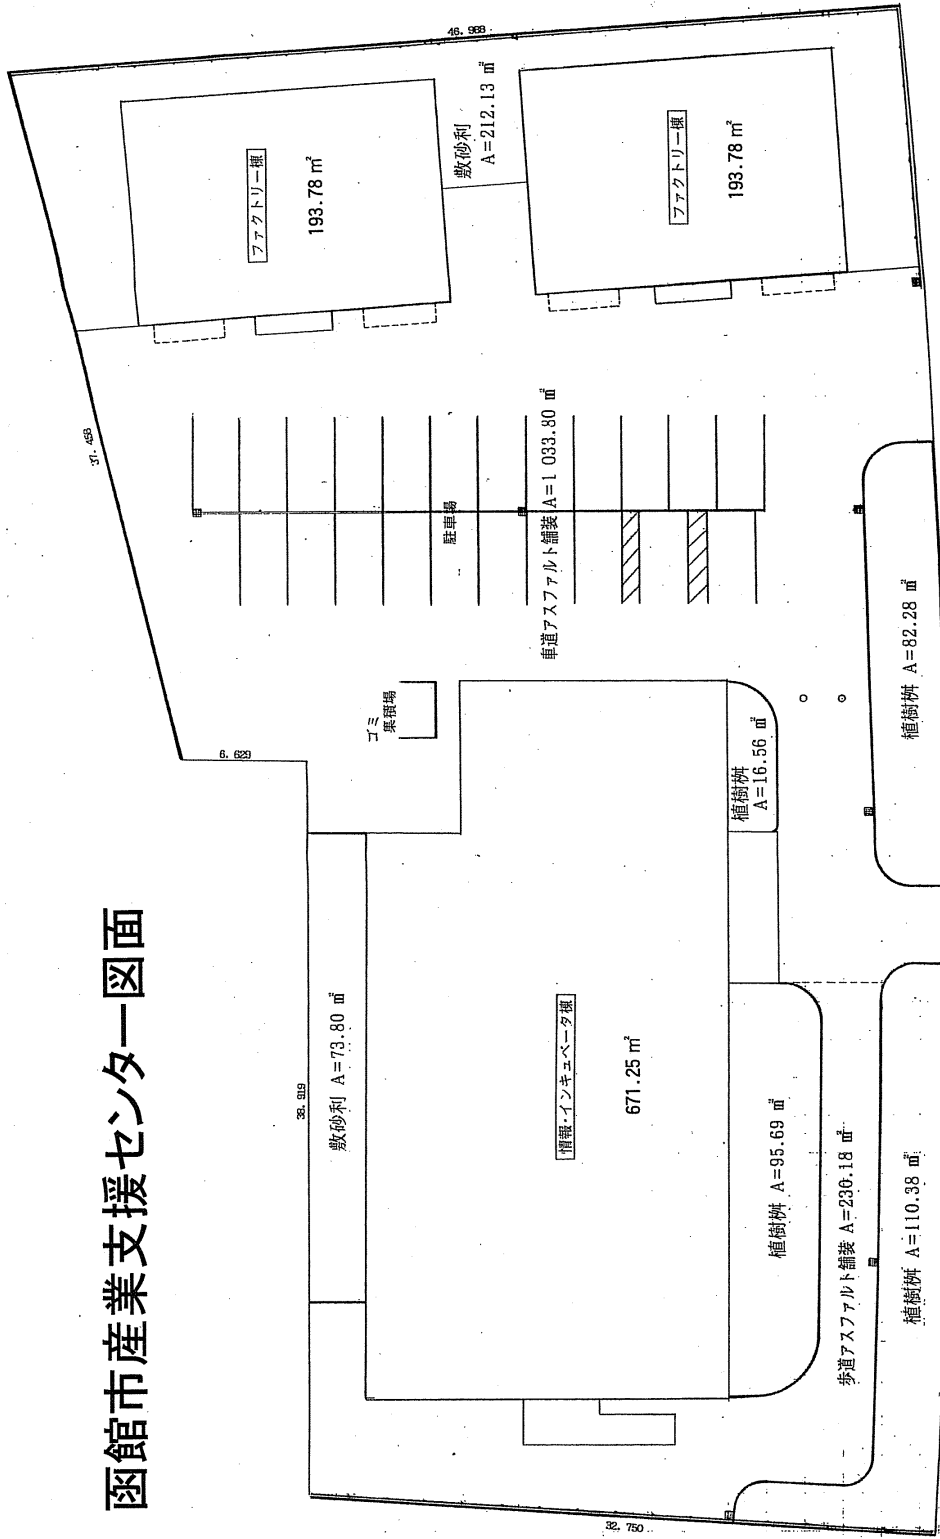 函館市産業支援センター図面
46.988
敷砂利
A=212.13 ㎡
ファクトリー棟
193.78 ㎡
ファクトリー棟
193.78 ㎡
37.458
駐車場
車道アスファルト舗装 A=1 033.80 ㎡
ゴミ
集積場
6.629
植樹桝
A=16.56 ㎡
植樹桝 A=82.28 ㎡
38.919
敷砂利 A=73.80 ㎡
情報・インキュベータ棟
671.25 ㎡
植樹桝 A=95.69 ㎡
歩道アスファルト舗装 A=230.18 ㎡
植樹桝 A=110.38 ㎡
32.750